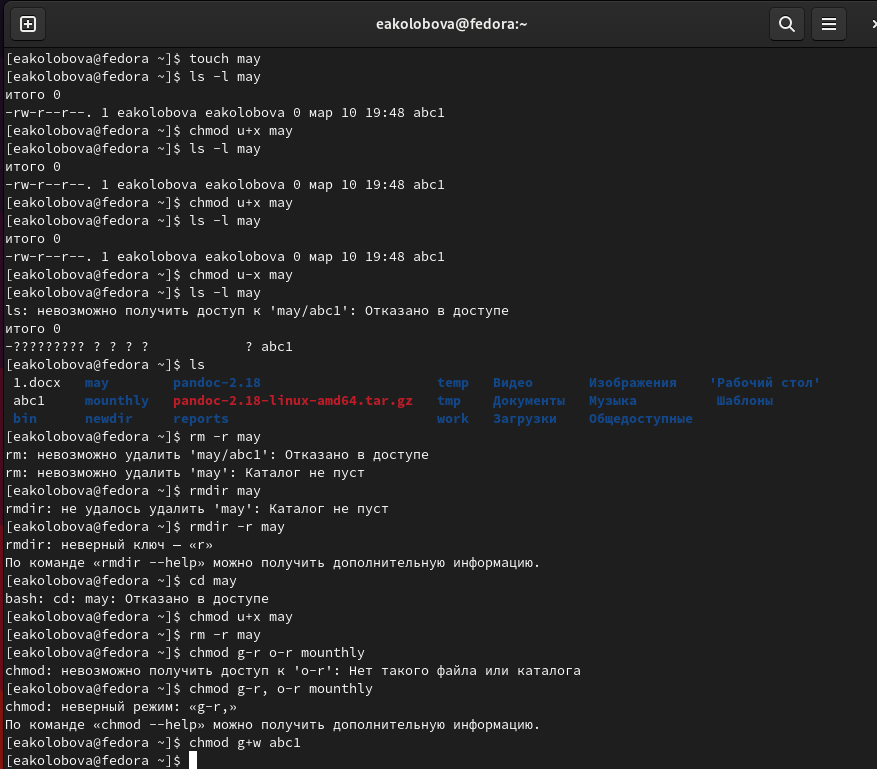 eakolobova@fedora:~
[eakolobova@fedora ~]$ touch may
[eakolobova@fedora ~]$ ls -l may
итого 0
-rw-r--r--. 1 eakolobova eakolobova 0 мар 10 19:48 abc1
[eakolobova@fedora ~]$ chmod u+x may
[eakolobova@fedora ~]$ ls -l may
итого 0
-rw-r--r--. 1 eakolobova eakolobova 0 мар 10 19:48 abc1
[eakolobova@fedora ~]$ chmod u+x may
[eakolobova@fedora ~]$ ls -l may
итого 0
-rw-r--r--. 1 eakolobova eakolobova 0 мар 10 19:48 abc1
[eakolobova@fedora ~]$ chmod u-x may
[eakolobova@fedora ~]$ ls -l may
ls: невозможно получить доступ к 'may/abc1': Отказано в доступе
итого 0
-????????? ? ? ? ?            ? abc1
[eakolobova@fedora ~]$ ls
 1.docx   may        pandoc-2.18                      temp   Видео       Изображения    'Рабочий стол'
 abc1     mounthly   pandoc-2.18-linux-amd64.tar.gz   tmp    Документы   Музыка          Шаблоны
 bin      newdir     reports                          work   Загрузки    Общедоступные
[eakolobova@fedora ~]$ rm -r may
rm: невозможно удалить 'may/abc1': Отказано в доступе
rm: невозможно удалить 'may': Каталог не пуст
[eakolobova@fedora ~]$ rmdir may
rmdir: не удалось удалить 'may': Каталог не пуст
[eakolobova@fedora ~]$ rmdir -r may
rmdir: неверный ключ — «r»
По команде «rmdir --help» можно получить дополнительную информацию.
[eakolobova@fedora ~]$ cd may
bash: cd: may: Отказано в доступе
[eakolobova@fedora ~]$ chmod u+x may
[eakolobova@fedora ~]$ rm -r may
[eakolobova@fedora ~]$ chmod g-r o-r mounthly
chmod: невозможно получить доступ к 'o-r': Нет такого файла или каталога
[eakolobova@fedora ~]$ chmod g-r, o-r mounthly
chmod: неверный режим: «g-r,»
По команде «chmod --help» можно получить дополнительную информацию.
[eakolobova@fedora ~]$ chmod g+w abc1
[eakolobova@fedora ~]$